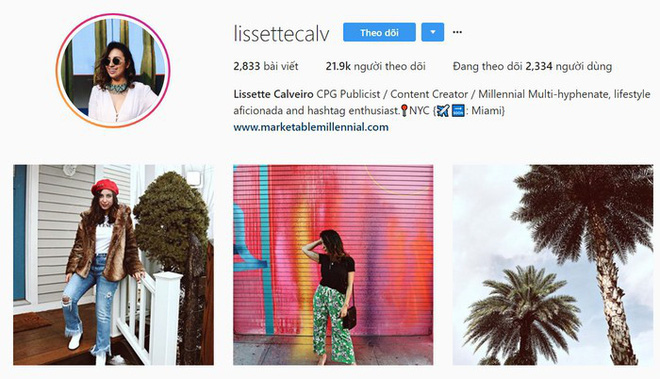 lissettecalv Theo dõi
2,833 bài viết 21.9k người theo dõi Đang theo dõi 2,334 người dùng
Lissette Calveiro CPG Publicist / Content Creator / Millennial Multi-hyphenate, lifestyle
aficionada and hashtag enthusiast.📍NYC {✈️🔜: Miami}
www.marketablemillennial.com